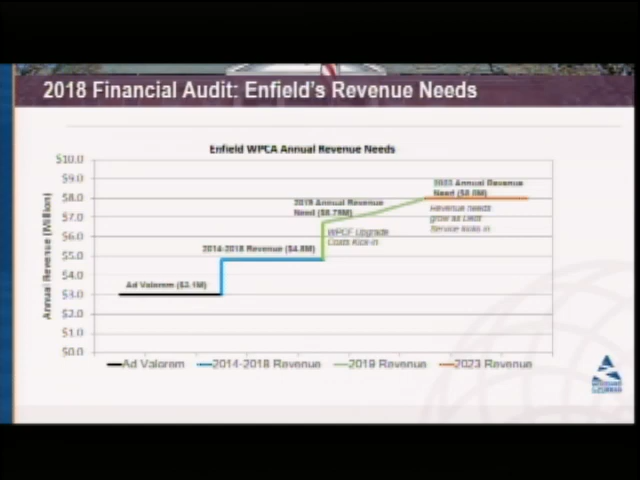 2018 Financial Audit: Enfield's Revenue Needs
Enfield WPCA Annual Revenue Needs
$10.0
$9.0
$8.0
$7.0
$6.0
$5.0
$4.0
$3.0
$2.0
$1.0
$0.0
Annual Revenue (Million)
Ad Valorem ($3.1M)
2014-2018 Revenue ($4.8M)
2019 Annual Revenue
Need ($6.78M)
WPCF Upgrade
Costs Kick-in
2023 Annual Revenue
Need ($8.0M)
Revenue needs
grow as Debt
Service kicks in
Ad Valorem
2014-2018 Revenue
2019 Revenue
2023 Revenue